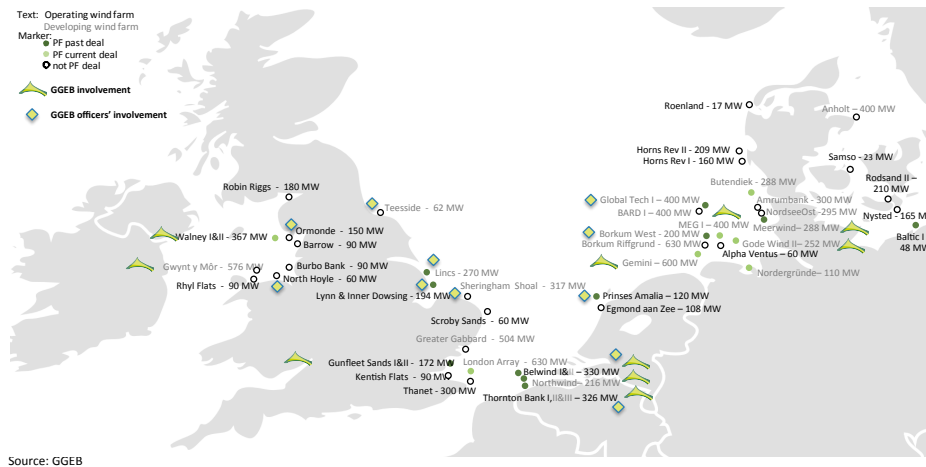 Text: Operating wind farm
Developing wind farm
Marker:
PF past deal
PF current deal
not PF deal
GGEB involvement
GGEB officers' involvement
Roenland - 17 MW
Anholt – 400 MW
Horns Rev II - 209 MW
Horns Rev I - 160 MW
Samso - 23 MW
Butendiek - 288 MW
Rodsand II –
210 MW
Robin Riggs - 180 MW
Teesside - 62 MW
Global Tech I – 400 MW
Amrumbank - 300 MW
BARD I – 400 MW
NordseeOst-295 MW
Nysted – 165 M
MEG I – 400 MW
Meerwind– 288 MW
Ormonde - 150 MW
Walney I&II – 367 MW
Borkum West - 200 MW
Baltic I
48 MW
Barrow - 90 MW
Borkum Riffgrund – 630 MW
Gode Wind II– 252 MW
Alpha Ventus – 60 MW
Gwynt y Môr - 576 MW
Burbo Bank - 90 MW
Gemini – 600 MW
Nordergründe– 110 MW
North Hoyle - 60 MW
Rhyl Flats - 90 MW
Lincs - 270 MW
Sheringham Shoal - 317 MW
Lynn & Inner Dowsing – 194 MW
Prinses Amalia – 120 MW
Egmond aan Zee – 108 MW
Scroby Sands - 60 MW
Greater Gabbard - 504 MW
Gunfleet Sands I&II - 172 MW
London Array - 630 MW
Belwind I&II – 330 MW
Kentish Flats - 90 MW
Northwind– 216 MW
Thanet - 300 MW
Thornton Bank I,II&III – 326 MW
Source: GGEB